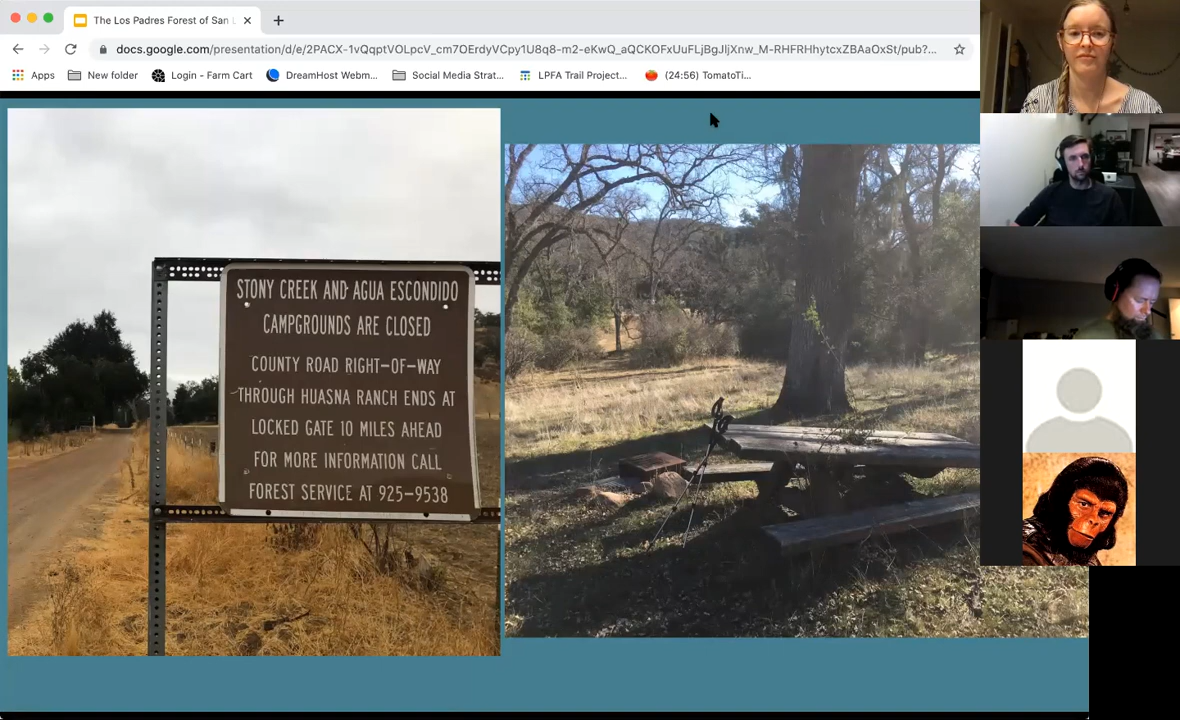 The Los Padres Forest of San L
docs.google.com/presentation/d/e/2PACX-1vQqptVOLpcV_cm7OErdyVCpy1U8q8-m2-eKwQ_aQCKOFxUuFLjBgJljXnw_M-RHFRHhytcxZBAaOxSt/pub?...
Apps New folder Login - Farm Cart DreamHost Webm... Social Media Strat... LPFA Trail Project... (24:56) TomatoTi...
STONY CREEK AND AGUA ESCONDIDO
CAMPGROUNDS ARE CLOSED
COUNTY ROAD RIGHT-OF-WAY
THROUGH HUASNA RANCH ENDS AT
LOCKED GATE 10 MILES AHEAD
FOR MORE INFORMATION CALL
FOREST SERVICE AT 925-9538